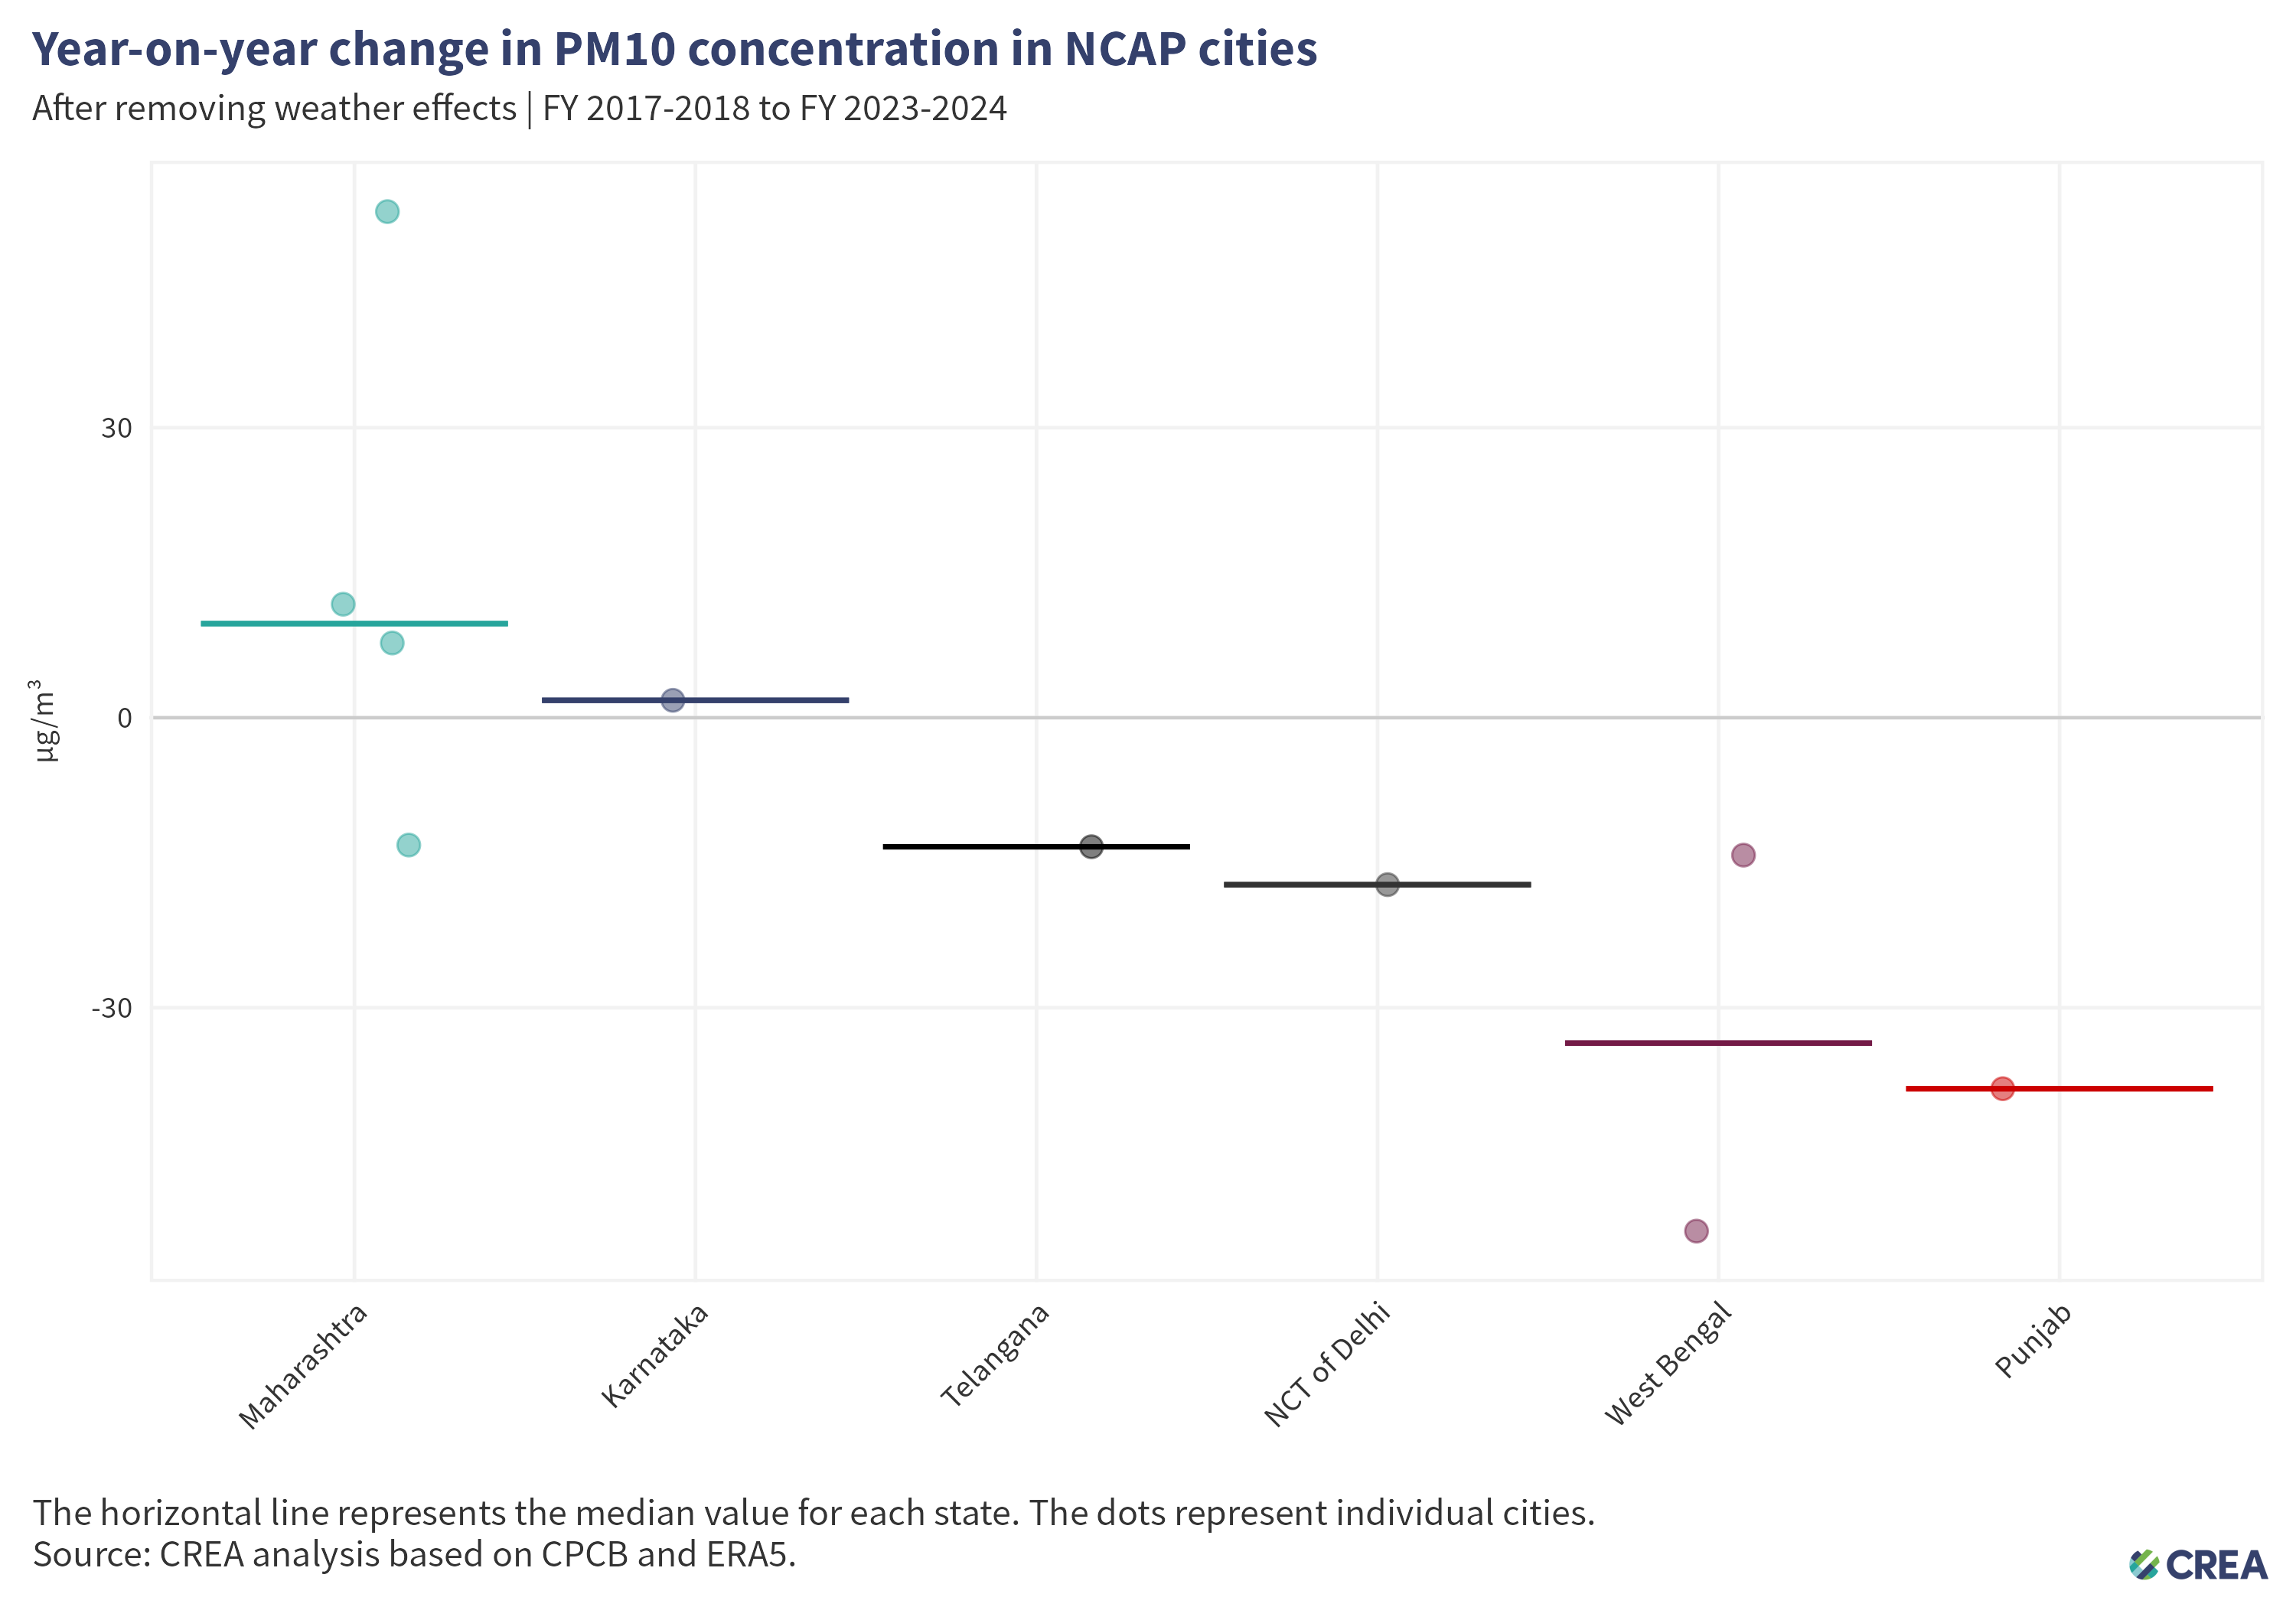 Year-on-year change in PM10 concentration in NCAP cities
After removing weather effects | FY 2017-2018 to FY 2023-2024
30
0
-30
µg/m³
Maharashtra
Karnataka
Telangana
NCT of Delhi
West Bengal
Punjab
The horizontal line represents the median value for each state. The dots represent individual cities.
Source: CREA analysis based on CPCB and ERA5.
CREA